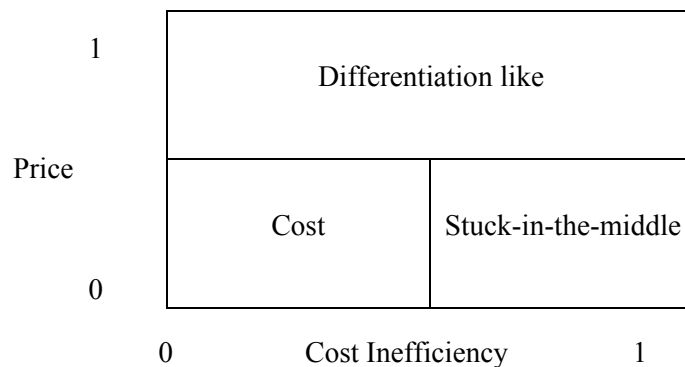 1
Differentiation like
Price
Cost
Stuck-in-the-middle
0
0
Cost Inefficiency
1